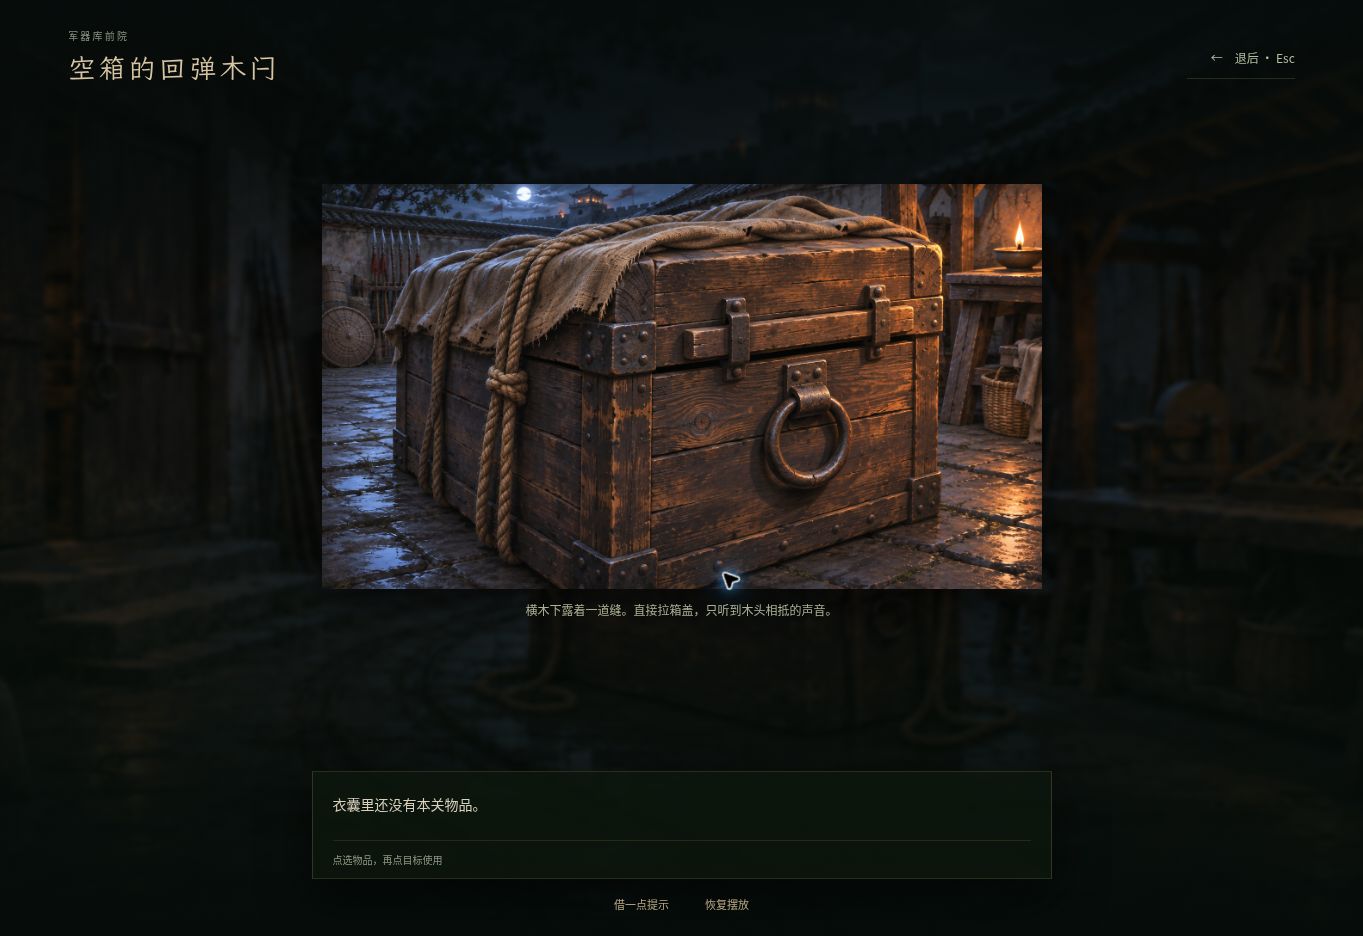 军器库前院
空箱的回弹木闩
← 退后 · Esc
横木下露着一道缝。直接拉箱盖，只听到木头相抵的声音。
衣囊里还没有本关物品。
点选物品，再点目标使用
借一点提示 恢复摆放